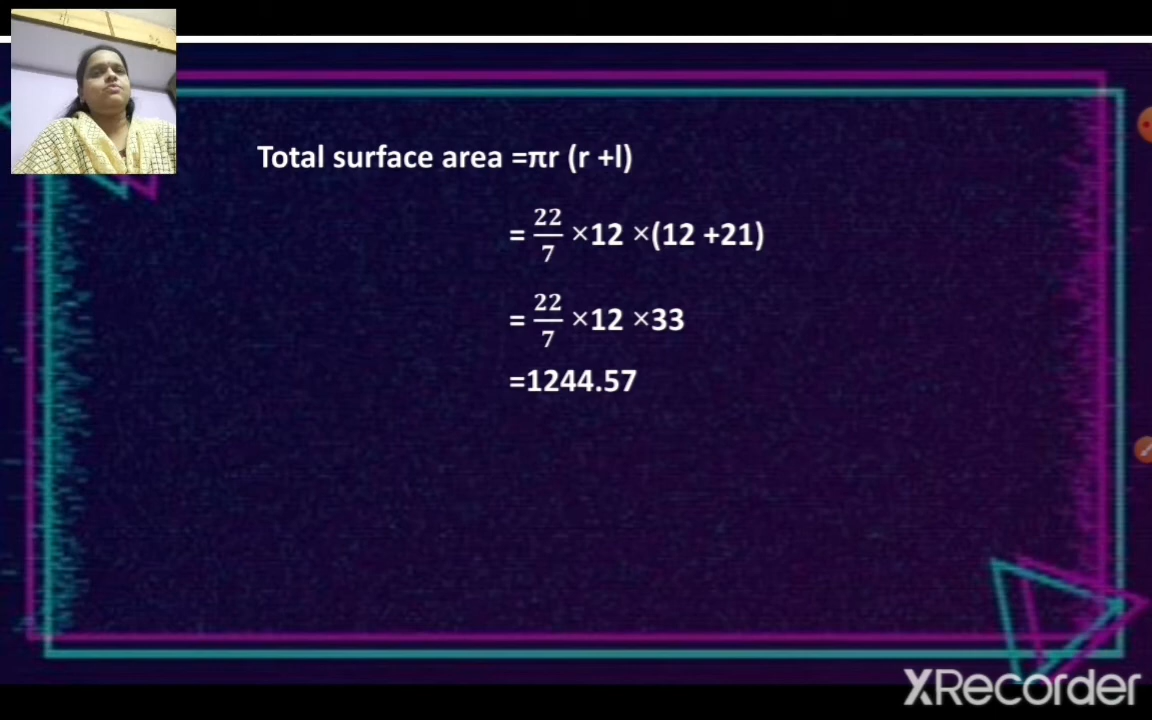 Total surface area =πr (r +l)
= 22/7 ×12 ×(12 +21)
= 22/7 ×12 ×33
=1244.57
XRecorder